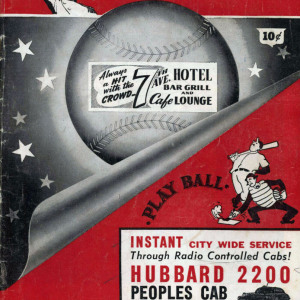 10¢
Always
a HIT
with the
CROWD-
7TH
AVE. HOTEL
BAR GRILL
AND
Cafe LOUNGE
PLAY BALL
INSTANT CITY WIDE SERVICE
Through Radio Controlled Cabs!
HUBBARD 2200
PEOPLES CAB